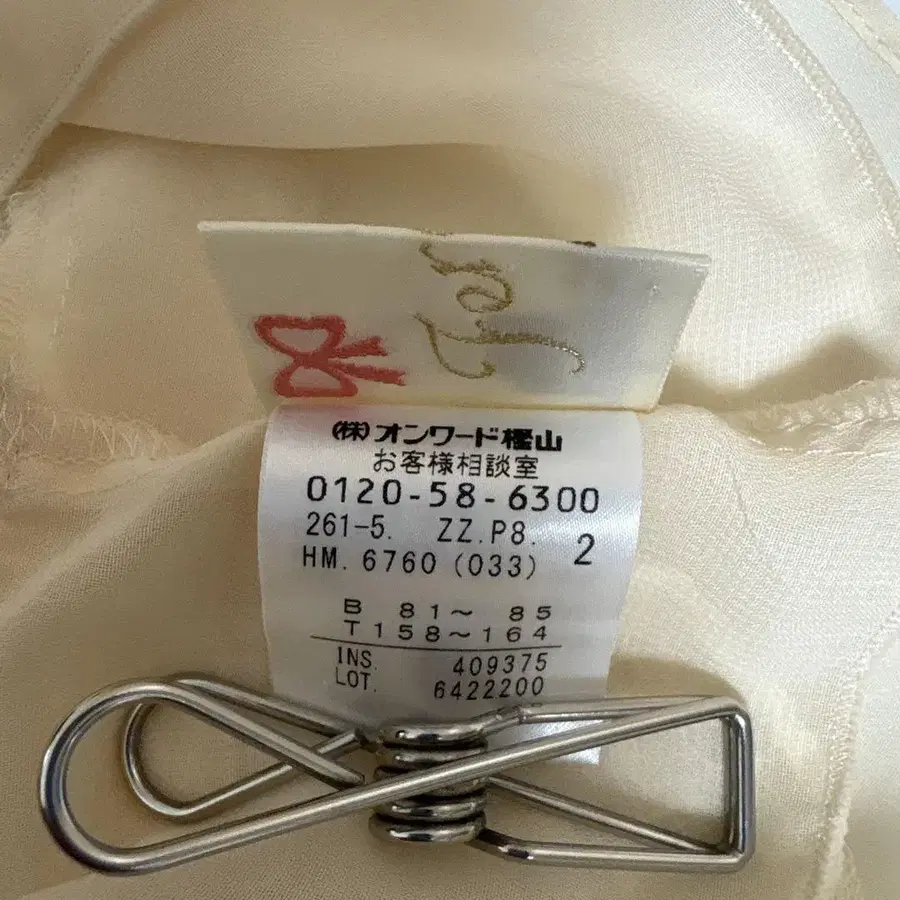 (株)オンワード樫山
お客様相談室
0120-58-6300
261-5. ZZ.P8. 2
HM. 6760 (033)
B 81～ 85
T 158～164
INS. 409375
LOT. 6422200